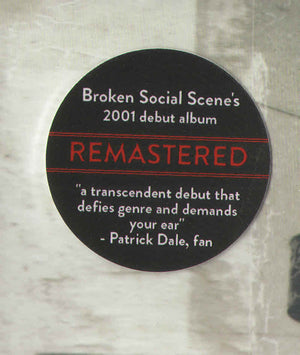 Broken Social Scene's
2001 debut album
REMASTERED
"a transcendent debut that
defies genre and demands
your ear"
- Patrick Dale, fan